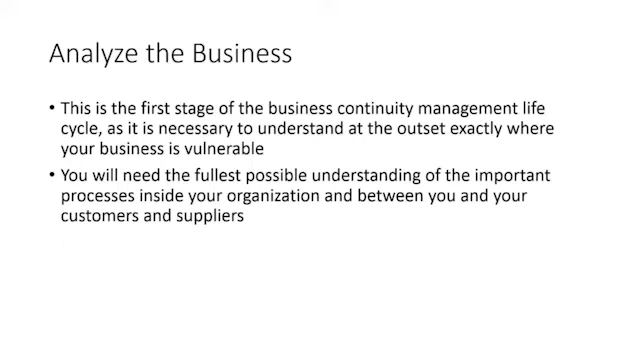 Analyze the Business
• This is the first stage of the business continuity management life
cycle, as it is necessary to understand at the outset exactly where
your business is vulnerable
• You will need the fullest possible understanding of the important
processes inside your organization and between you and your
customers and suppliers